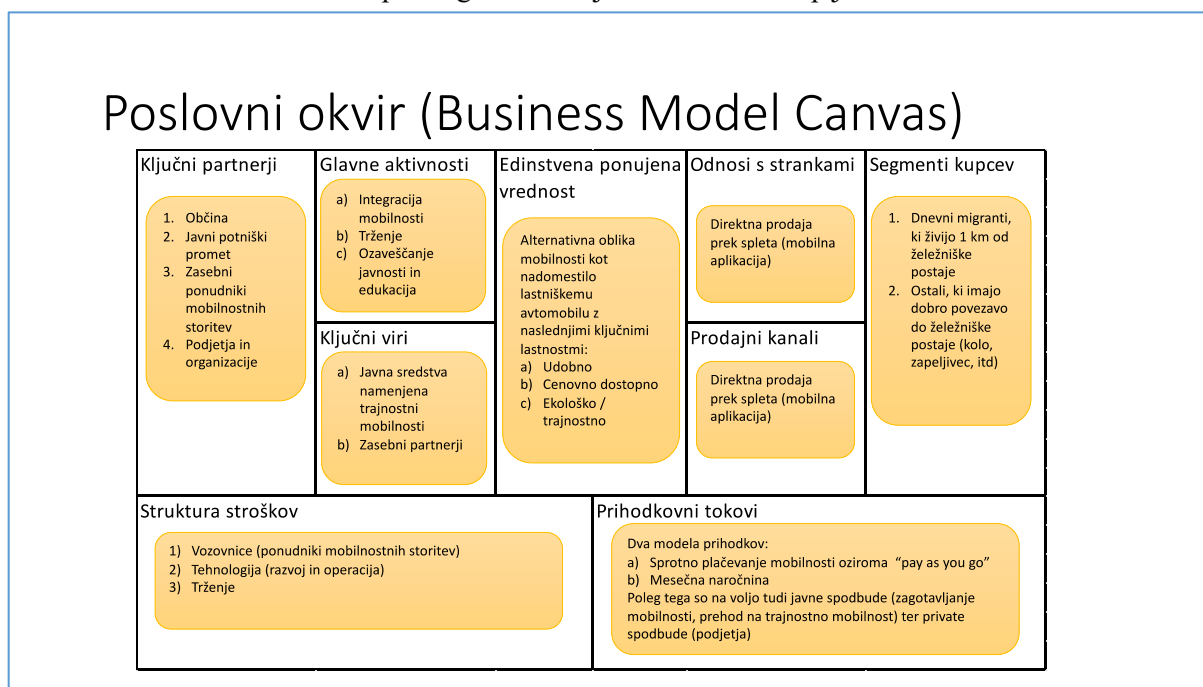 Poslovni okvir (Business Model Canvas)
Ključni partnerji
1. Občina
2. Javni potniški
promet
3. Zasebni
ponudniki
mobilnostnih
storitev
4. Podjetja in
organizacije
Glavne aktivnosti
a) Integracija
mobilnosti
b) Trženje
c) Ozaveščanje
javnosti in
edukacija
Ključni viri
a) Javna sredstva
namenjena
trajnostni
mobilnosti
b) Zasebni partnerji
Edinstvena ponujena
vrednost
Alternativna oblika
mobilnosti kot
nadomestilo
lastniškemu
avtomobilu z
naslednjimi ključnimi
lastnostmi:
a) Udobno
b) Cenovno dostopno
c) Ekološko /
trajnostno
Odnosi s strankami
Direktna prodaja
prek spleta (mobilna
aplikacija)
Prodajni kanali
Direktna prodaja
prek spleta (mobilna
aplikacija)
Segmenti kupcev
1. Dnevni migranti,
ki živijo 1 km od
železniške
postaje
2. Ostali, ki imajo
dobro povezavo
do železniške
postaje (kolo,
zapeljivec, itd)
Struktura stroškov
1) Vozovnice (ponudniki mobilnostnih storitev)
2) Tehnologija (razvoj in operacija)
3) Trženje
Prihodkovni tokovi
Dva modela prihodkov:
a) Sprotno plačevanje mobilnosti oziroma “pay as you go”
b) Mesečna naročnina
Poleg tega so na voljo tudi javne spodbude (zagotavljanje
mobilnosti, prehod na trajnostno mobilnost) ter private
spodbude (podjetja)